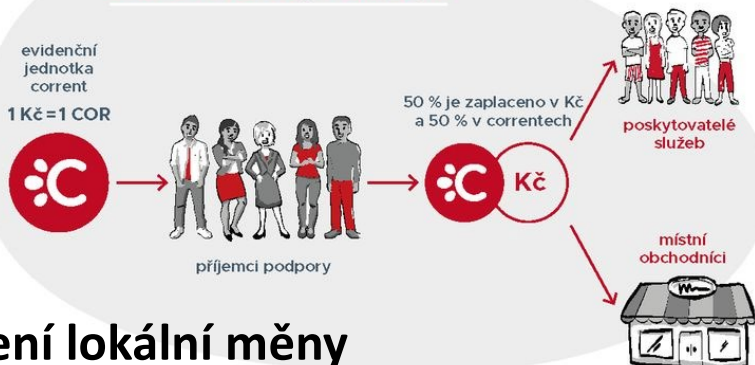 evidenční
jednotka
corrent
1 Kč = 1 COR
příjemci podpory
50 % je zaplaceno v Kč
a 50 % v correntech
C
C
Kč
poskytovatelé
služeb
místní
obchodníci
ení lokální měny